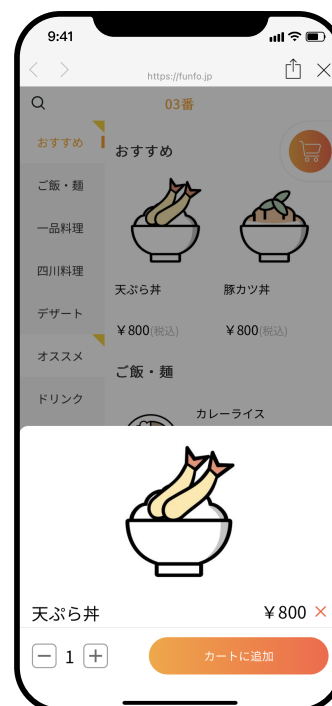 9:41
https://funfo.jp
03番
おすすめ
ご飯・麺
一品料理
四川料理
デザート
オススメ
ドリンク
おすすめ
天ぷら丼
豚カツ丼
¥800(税込)
¥800(税込)
ご飯・麺
カレーライス
天ぷら丼
¥800 ×
1
カートに追加